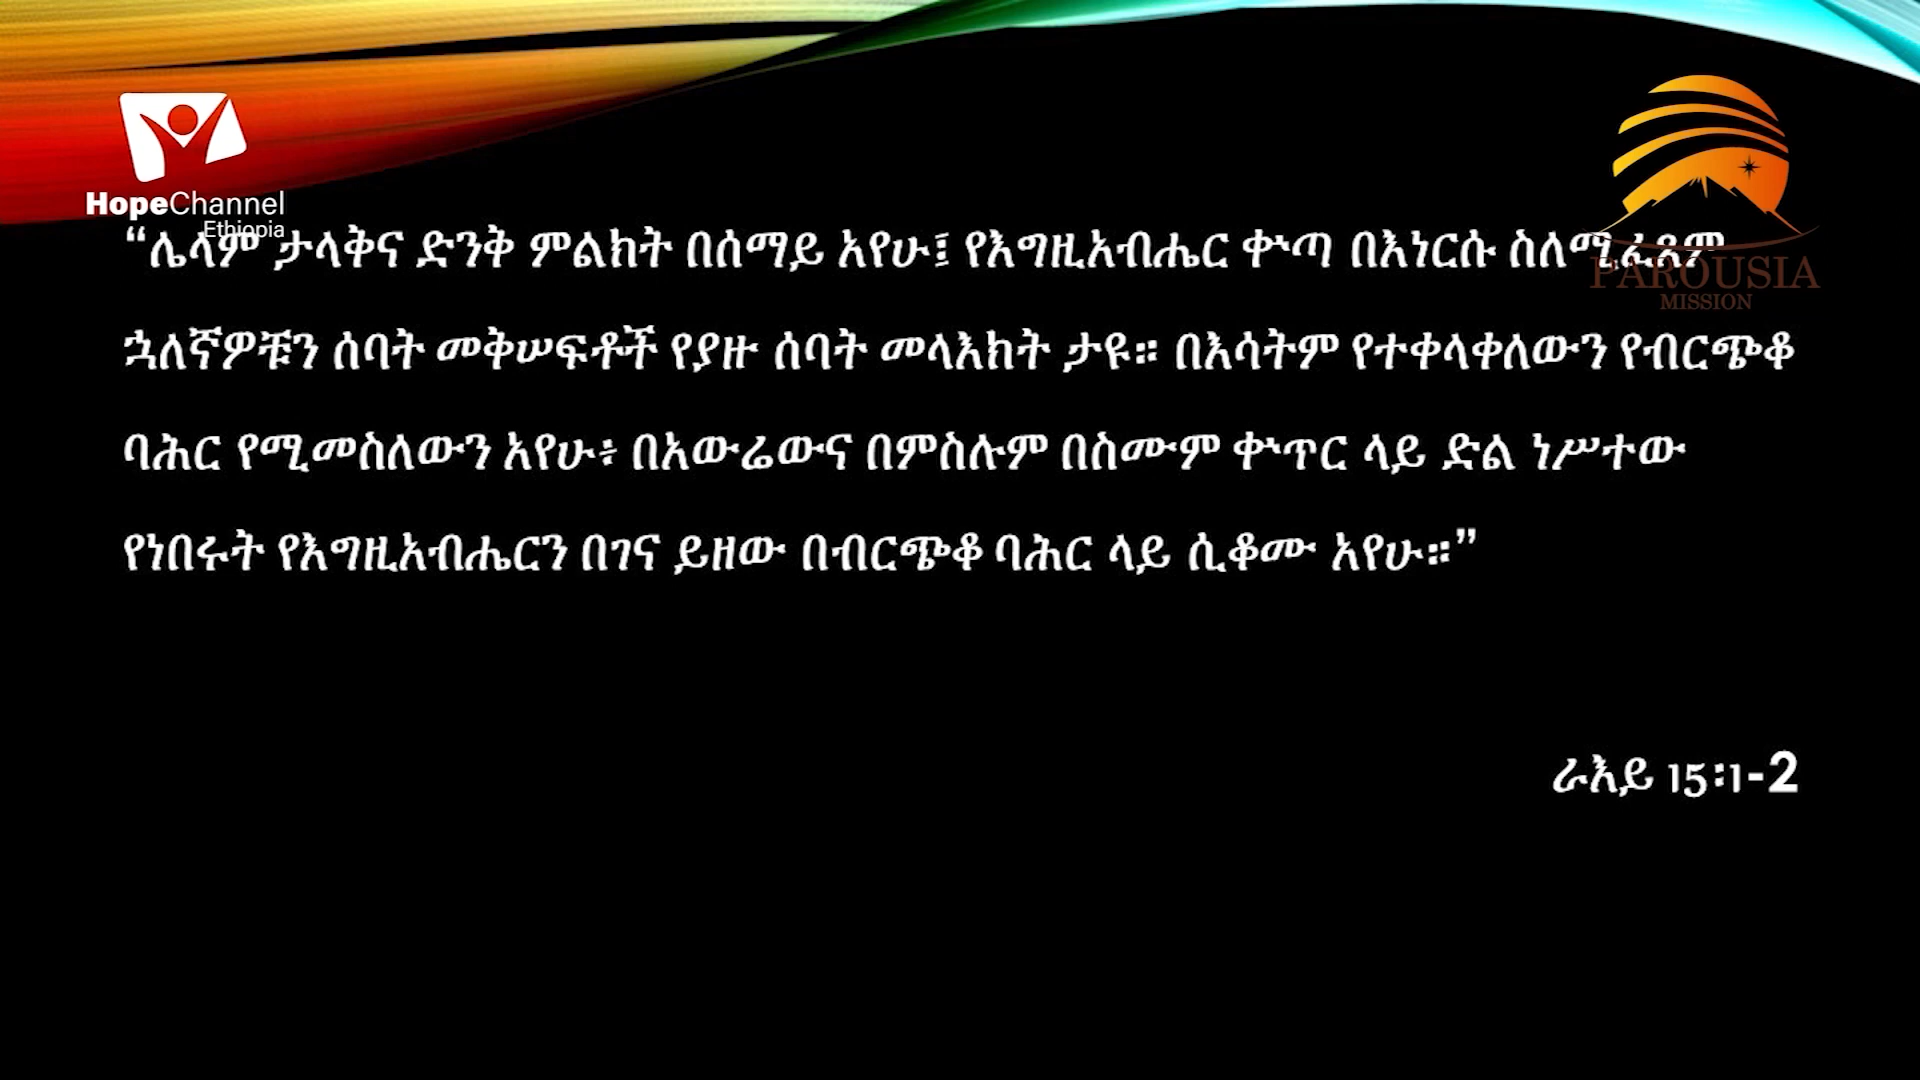 HopeChannel
Ethiopia
PAROUSIA
MISSION
“ሌላም ታላቅና ድንቅ ምልክት በሰማይ አየሁ፤ የእግዚአብሔር ቍጣ በእነርሱ ስለሚፈጸም
ኋለኛዎቹን ሰባት መቅሠፍቶች የያዙ ሰባት መላእክት ታዩ። በእሳትም የተቀላቀለውን የብርጭቆ
ባሕር የሚመስለውን አየሁ፥ በአውሬውና በምስሉም በስሙም ቍጥር ላይ ድል ነሥተው
የነበሩት የእግዚአብሔርን በገና ይዘው በብርጭቆ ባሕር ላይ ሲቆሙ አየሁ።”
ራእይ 15፡1-2